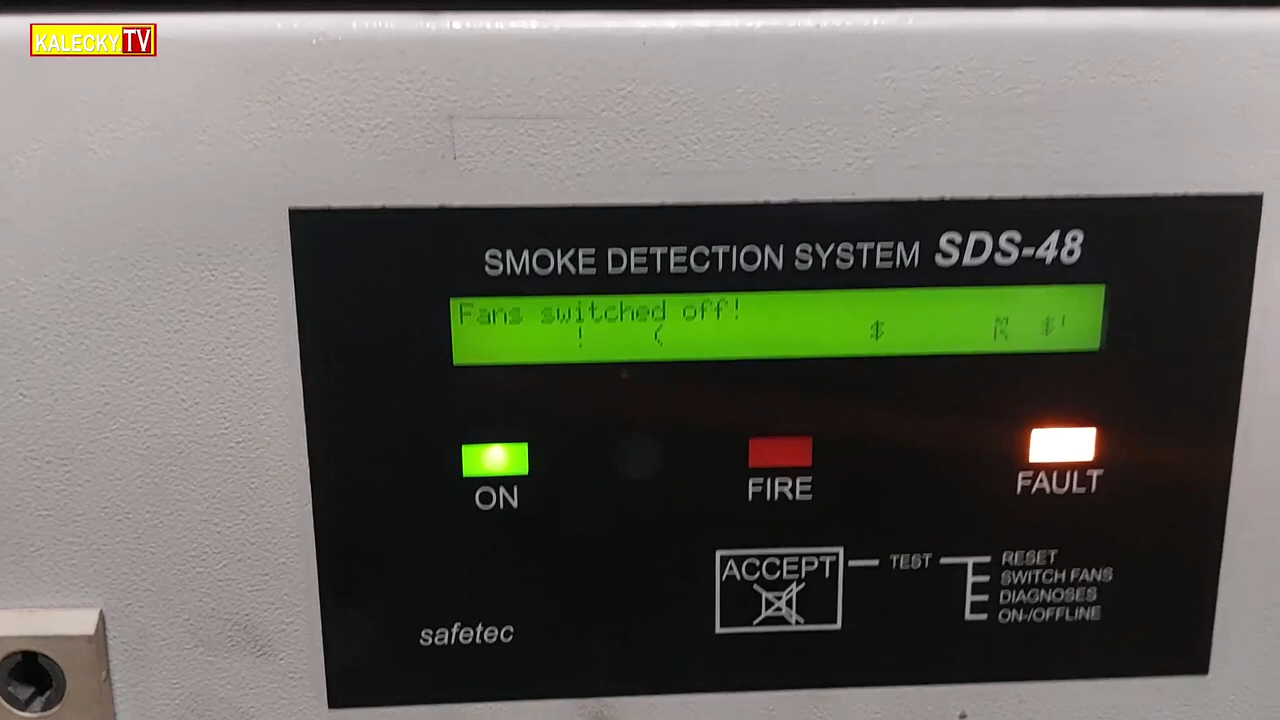 KALECKY TV
SMOKE DETECTION SYSTEM SDS-48
Fans switched off!
! ( $ $'
ON
FIRE
FAULT
ACCEPT
TEST
RESET
SWITCH FANS
DIAGNOSES
ON-/OFFLINE
safetec